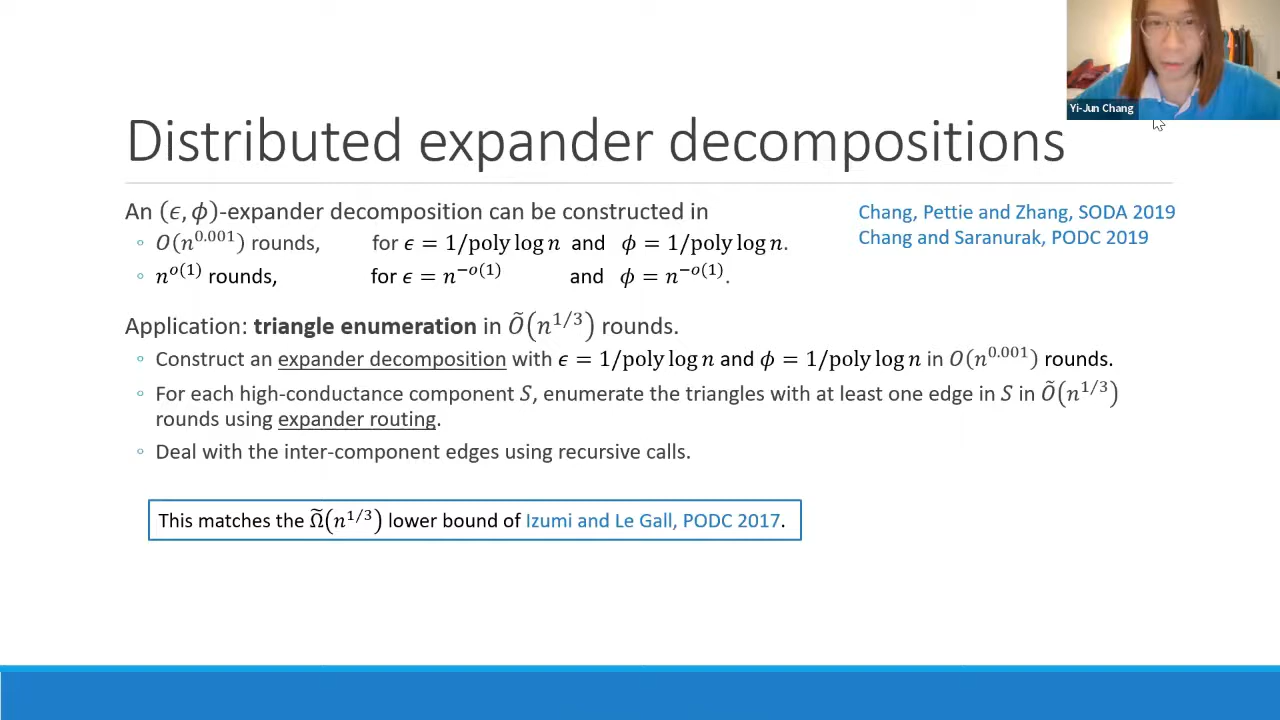 Yi-Jun Chang
Distributed expander decompositions
An (ϵ, ϕ)-expander decomposition can be constructed in
◦ O(n^0.001) rounds, for ϵ = 1/poly log n and ϕ = 1/poly log n.
◦ n^o(1) rounds, for ϵ = n^−o(1) and ϕ = n^−o(1).
Chang, Pettie and Zhang, SODA 2019
Chang and Saranurak, PODC 2019
Application: triangle enumeration in Õ(n^1/3) rounds.
◦ Construct an expander decomposition with ϵ = 1/poly log n and ϕ = 1/poly log n in O(n^0.001) rounds.
◦ For each high-conductance component S, enumerate the triangles with at least one edge in S in Õ(n^1/3)
rounds using expander routing.
◦ Deal with the inter-component edges using recursive calls.
This matches the Ω̃(n^1/3) lower bound of Izumi and Le Gall, PODC 2017.